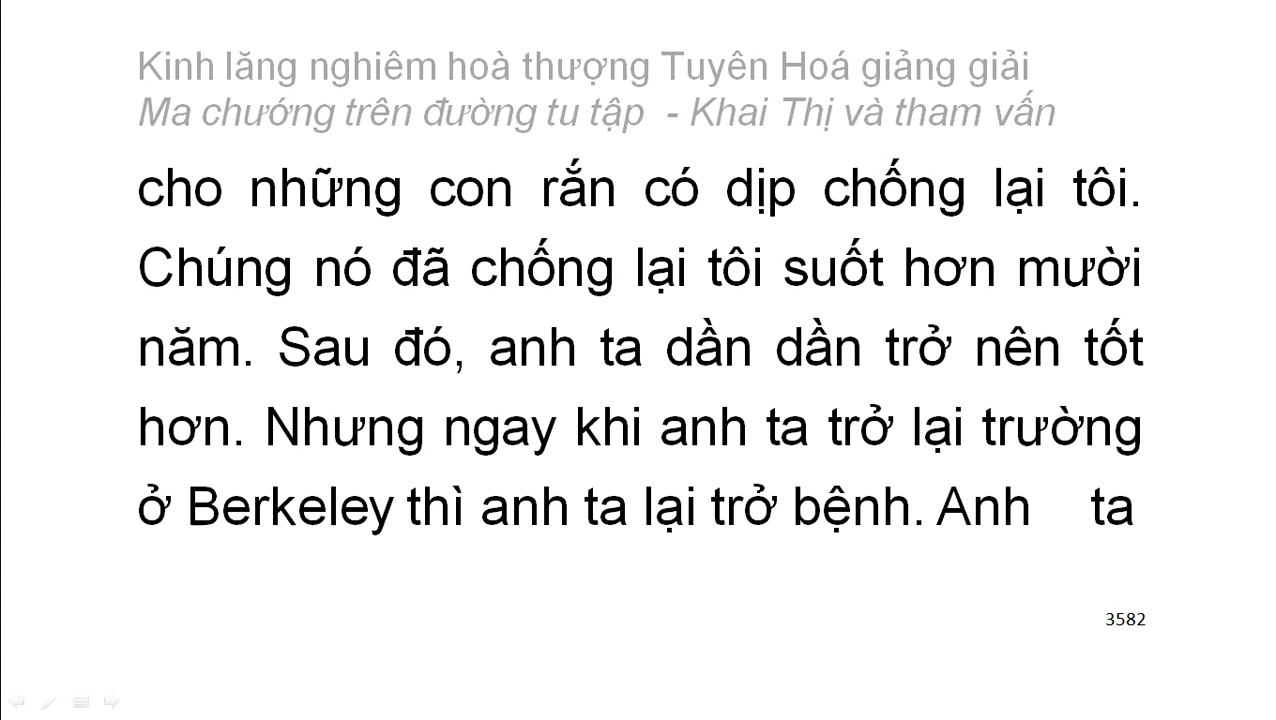 Kinh lăng nghiêm hoà thượng Tuyên Hoá giảng giải
Ma chướng trên đường tu tập - Khai Thị và tham vấn
cho những con rắn có dịp chống lại tôi.
Chúng nó đã chống lại tôi suốt hơn mười
năm. Sau đó, anh ta dần dần trở nên tốt
hơn. Nhưng ngay khi anh ta trở lại trường
ở Berkeley thì anh ta lại trở bệnh. Anh ta
3582